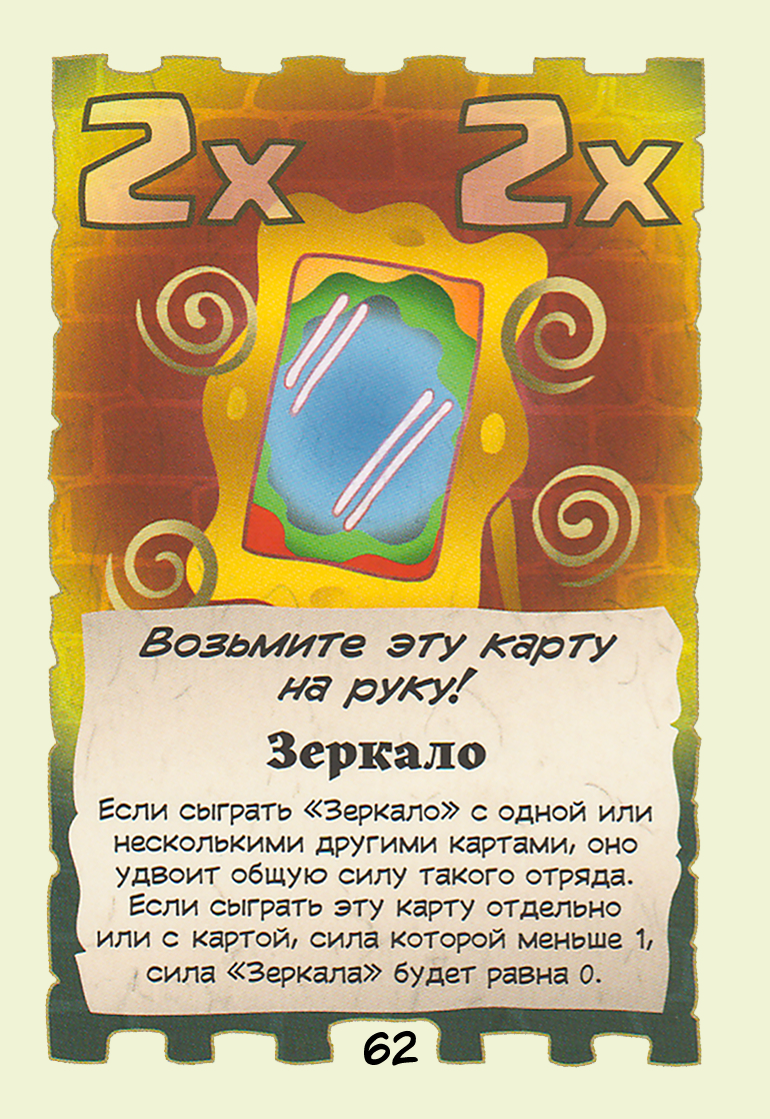 2x 2x
Возьмите эту карту
на руку!
Зеркало
Если сыграть «Зеркало» с одной или
несколькими другими картами, оно
удвоит общую силу такого отряда.
Если сыграть эту карту отдельно
или с картой, сила которой меньше 1,
сила «Зеркала» будет равна 0.
62